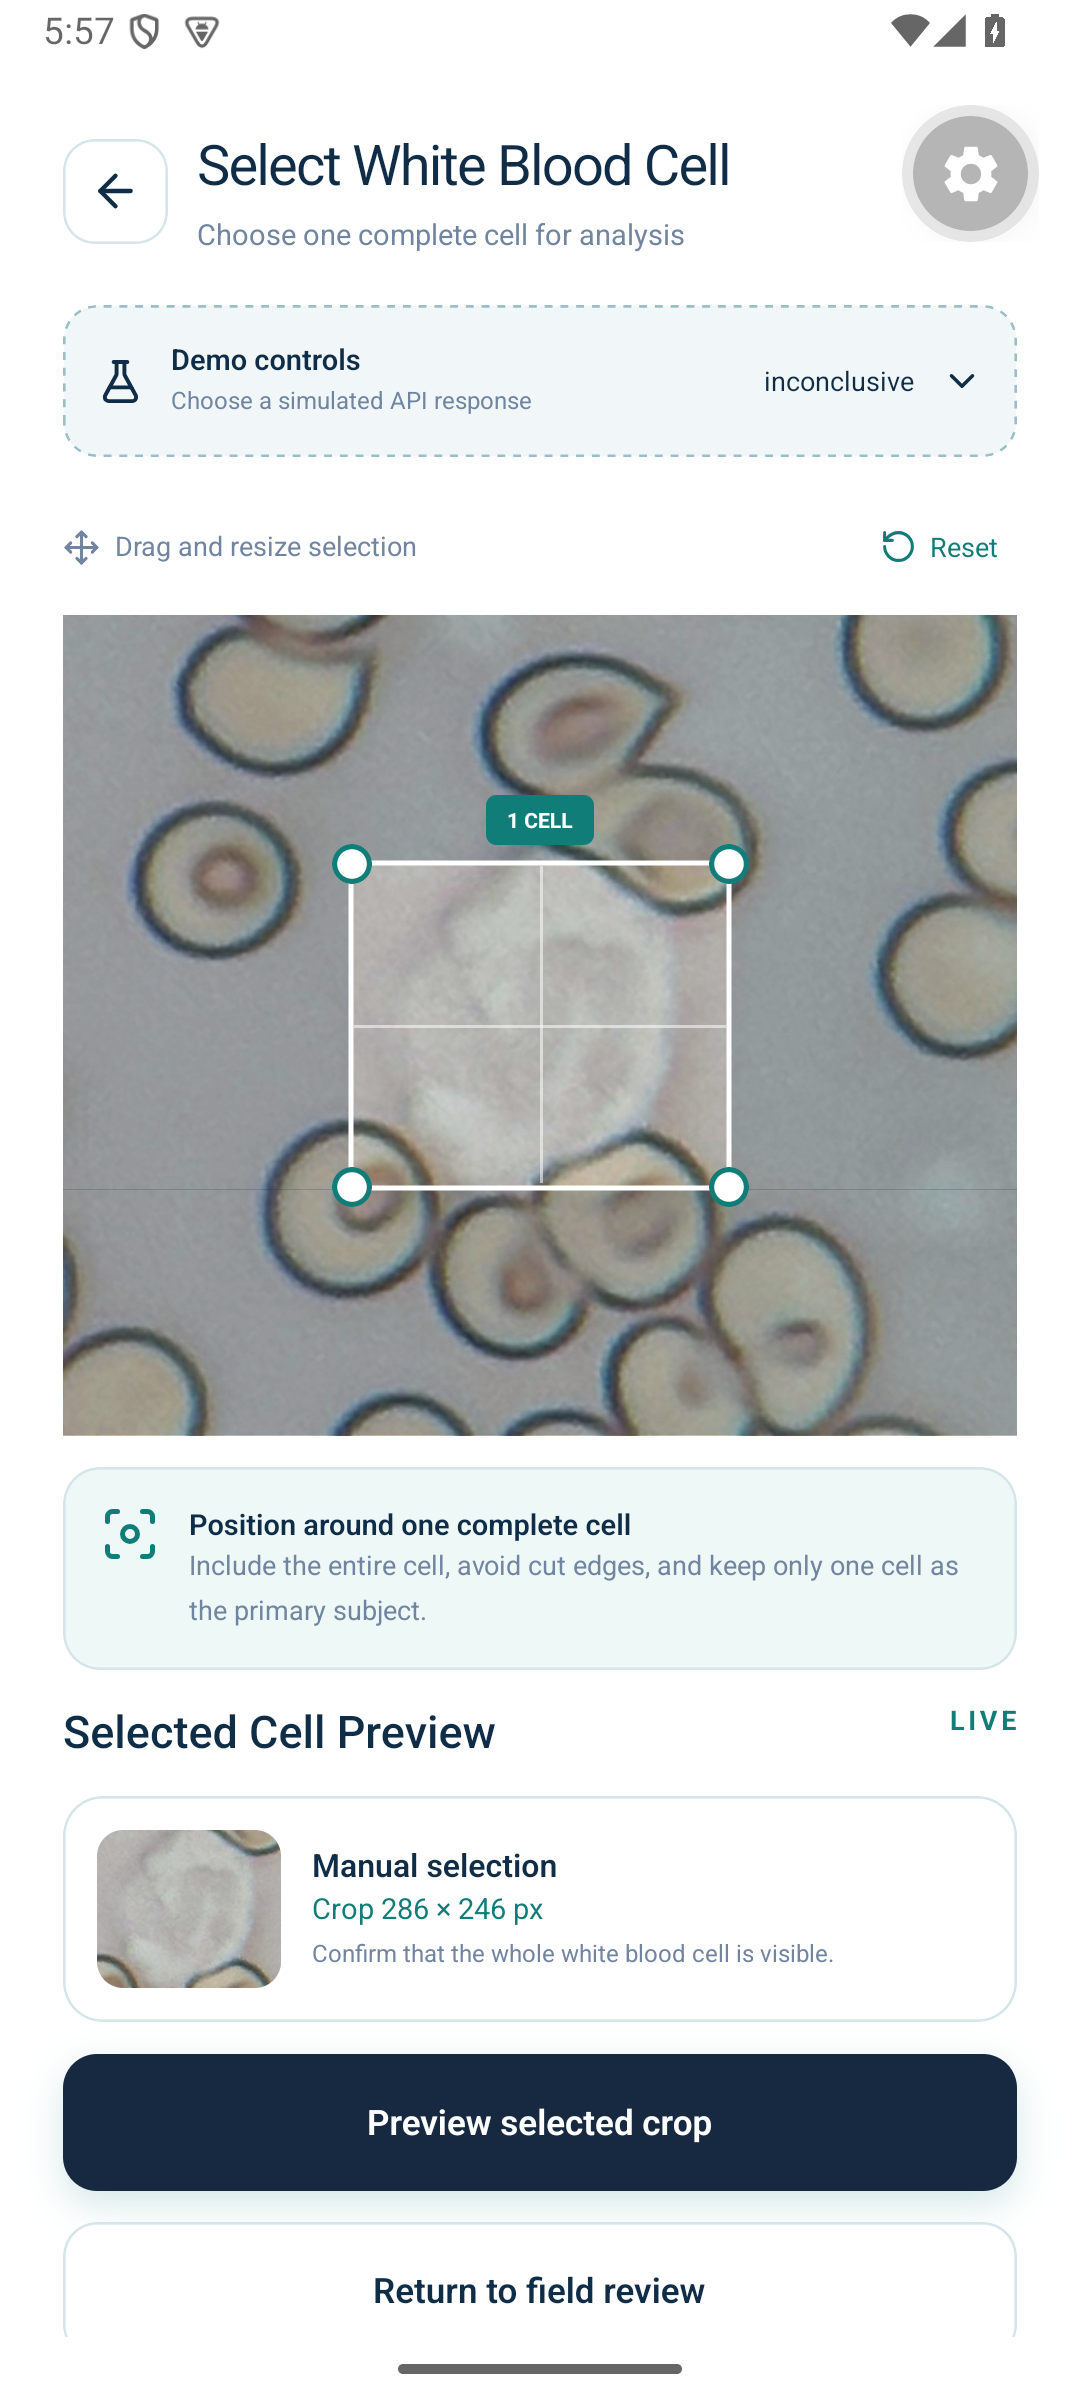 5:57
Select White Blood Cell
Choose one complete cell for analysis
Demo controls
Choose a simulated API response
inconclusive
Drag and resize selection
Reset
1 CELL
Position around one complete cell
Include the entire cell, avoid cut edges, and keep only one cell as
the primary subject.
Selected Cell Preview
LIVE
Manual selection
Crop 286 × 246 px
Confirm that the whole white blood cell is visible.
Preview selected crop
Return to field review